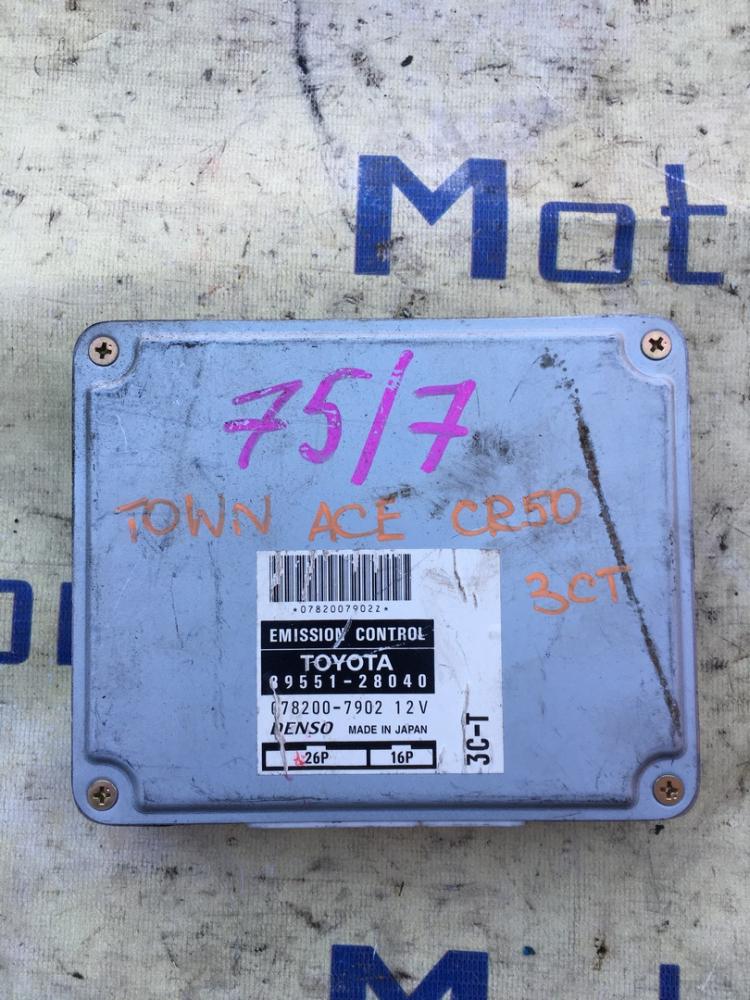 Mot
75/7
TOWN ACE CR50
3CT
*07820079022*
EMISSION CONTROL
TOYOTA
89551-28040
078200-7902 12V
DENSO MADE IN JAPAN
26P 16P
3C-T